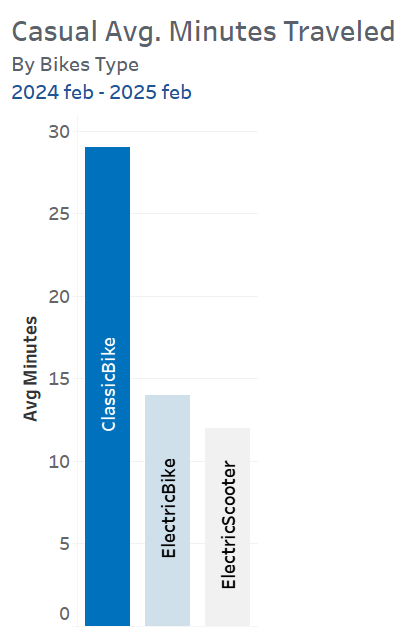 Casual Avg. Minutes Traveled
By Bikes Type
2024 feb - 2025 feb
30
25
20
15
10
5
0
Avg Minutes
ClassicBike
ElectricBike
ElectricScooter